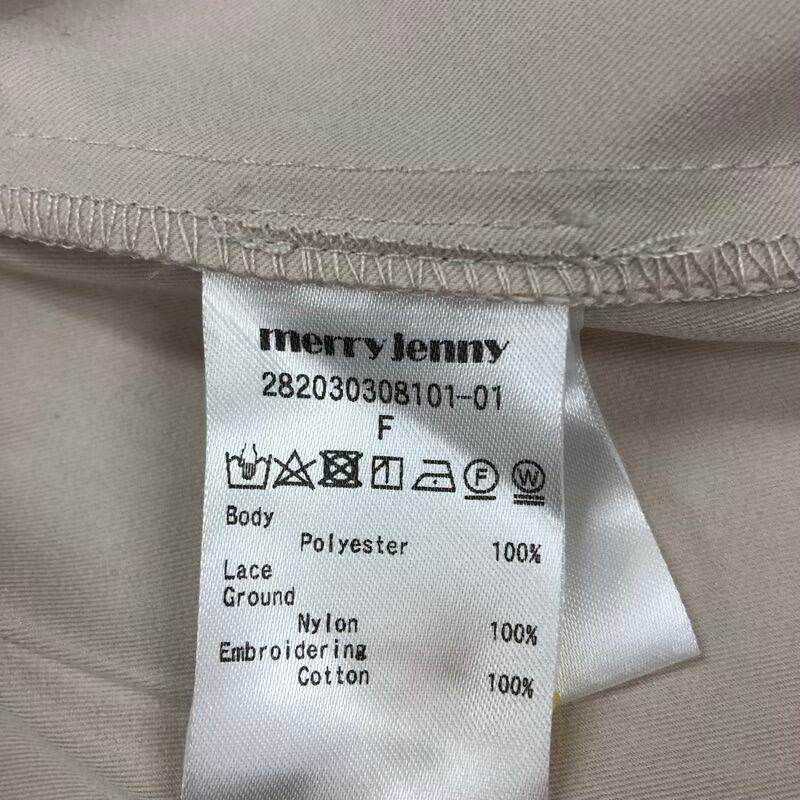 merry jenny
282030308101-01
F
F W
Body
Polyester 100%
Lace
Ground
Nylon 100%
Embroidering
Cotton 100%